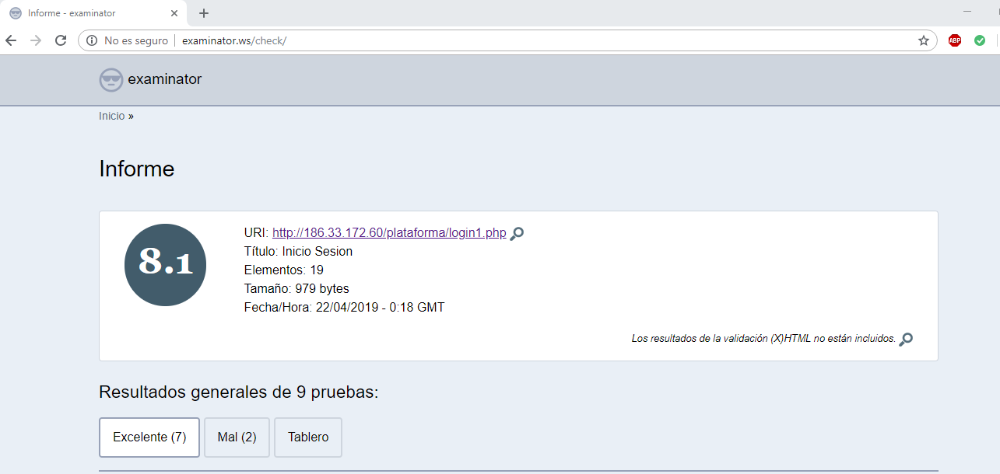 Informe - examinator
No es seguro examinator.ws/check/
ABP
examinator
Inicio »
Informe
8.1
URI: http://186.33.172.60/plataforma/login1.php
Título: Inicio Sesion
Elementos: 19
Tamaño: 979 bytes
Fecha/Hora: 22/04/2019 - 0:18 GMT
Los resultados de la validación (X)HTML no están incluidos.
Resultados generales de 9 pruebas:
Excelente (7) Mal (2) Tablero